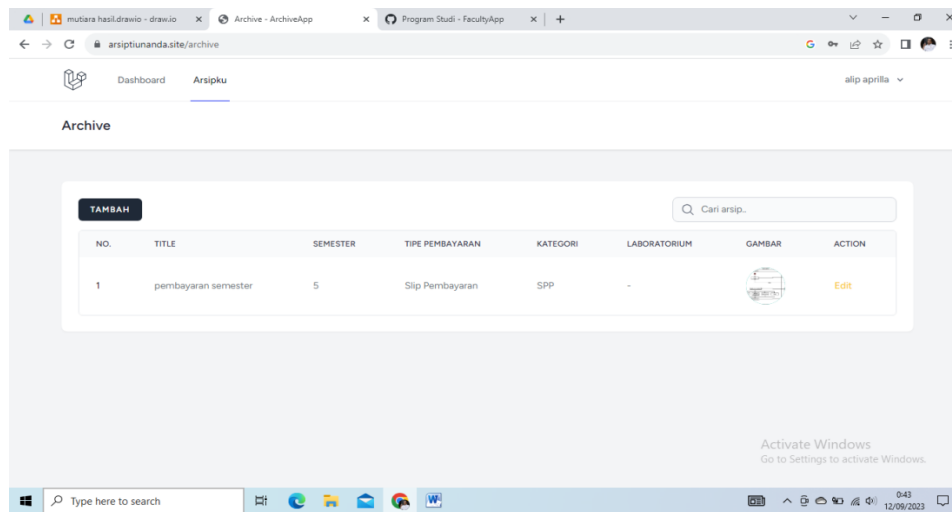 mutiara hasil.drawio - draw.io
Archive - ArchiveApp
Program Studi - FacultyApp
arsiptiunanda.site/archive
Dashboard
Arsipku
alip aprilla
Archive
TAMBAH
Cari arsip..
NO. TITLE SEMESTER TIPE PEMBAYARAN KATEGORI LABORATORIUM GAMBAR ACTION
1 pembayaran semester 5 Slip Pembayaran SPP - Edit
Activate Windows
Go to Settings to activate Windows.
Type here to search
0:43
12/09/2023